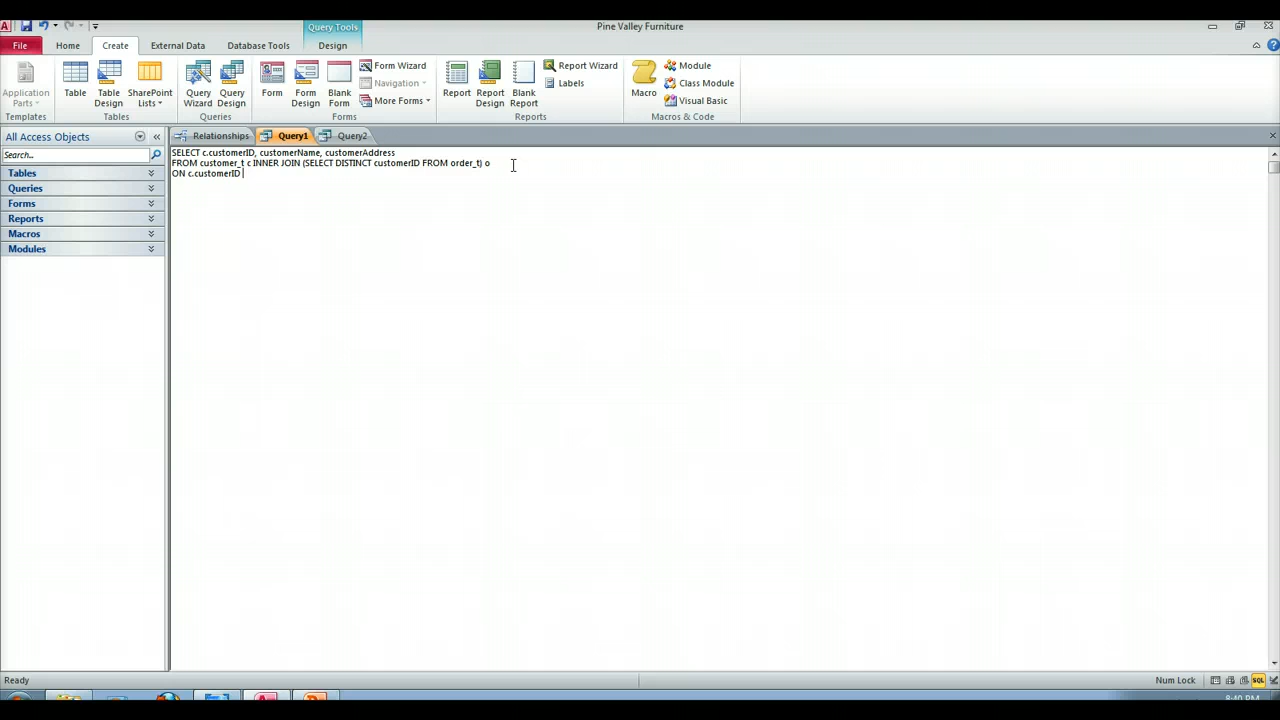 Query Tools
Pine Valley Furniture
File Home Create External Data Database Tools Design
Application Parts
Table
Table Design
SharePoint Lists
Query Wizard
Query Design
Form
Form Design
Blank Form
Form Wizard
Navigation
More Forms
Report
Report Design
Blank Report
Report Wizard
Labels
Macro
Module
Class Module
Visual Basic
Templates Tables Queries Forms Reports Macros & Code
All Access Objects
Relationships Query1 Query2
Search...
Tables
Queries
Forms
Reports
Macros
Modules
SELECT c.customerID, customerName, customerAddress
FROM customer_t c INNER JOIN (SELECT DISTINCT customerID FROM order_t) o
ON c.customerID
Ready
Num Lock
SQL
8:40 PM